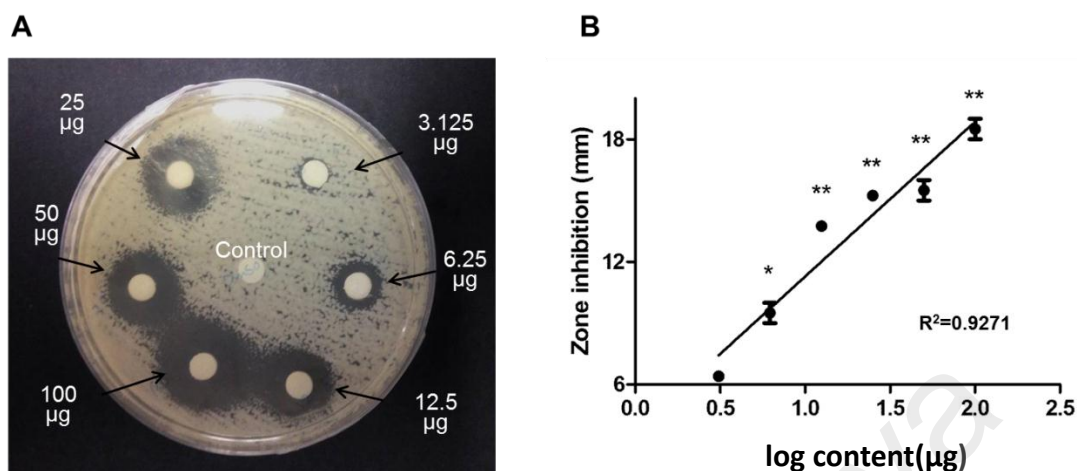 A
25
μg
3.125
μg
50
μg
Control
6.25
μg
100
μg
12.5
μg
B
Zone inhibition (mm)
18
12
6
**
**
**
**
*
R²=0.9271
0.0 0.5 1.0 1.5 2.0 2.5
log content(μg)